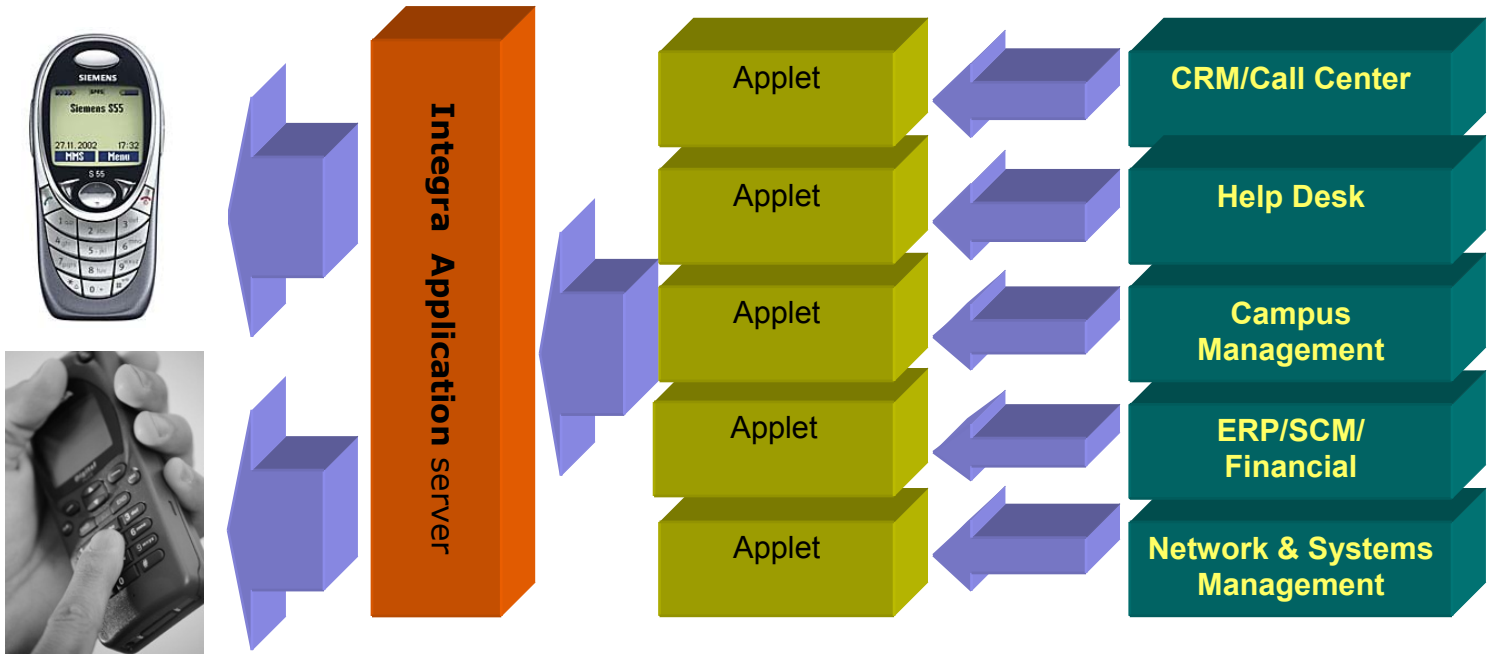 SIEMENS
Siemens S55
27.11.2002 17:32
MMS Menu
S 55
Integra Application server
Applet
Applet
Applet
Applet
Applet
CRM/Call Center
Help Desk
Campus
Management
ERP/SCM/
Financial
Network & Systems
Management